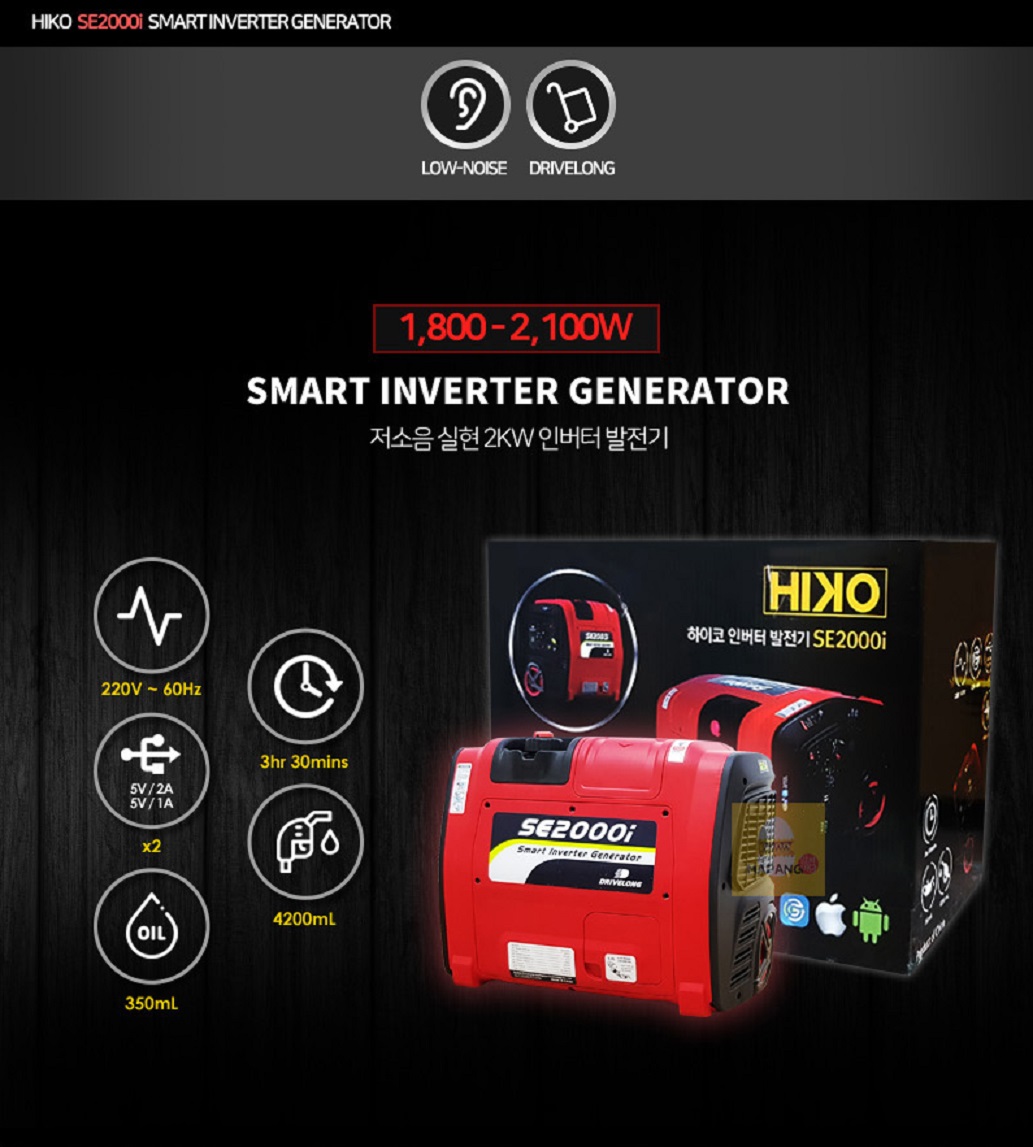 HIKO SE2000i SMART INVERTER GENERATOR
LOW-NOISE
DRIVELONG
1,800 - 2,100W
SMART INVERTER GENERATOR
저소음 실현 2KW 인버터 발전기
220V ~ 60Hz
5V / 2A
5V / 1A
x2
OIL
350mL
3hr 30mins
4200mL
HIKO
하이코 인버터 발전기 SE2000i
SE2000i
Smart Inverter Generator
DRIVELONG